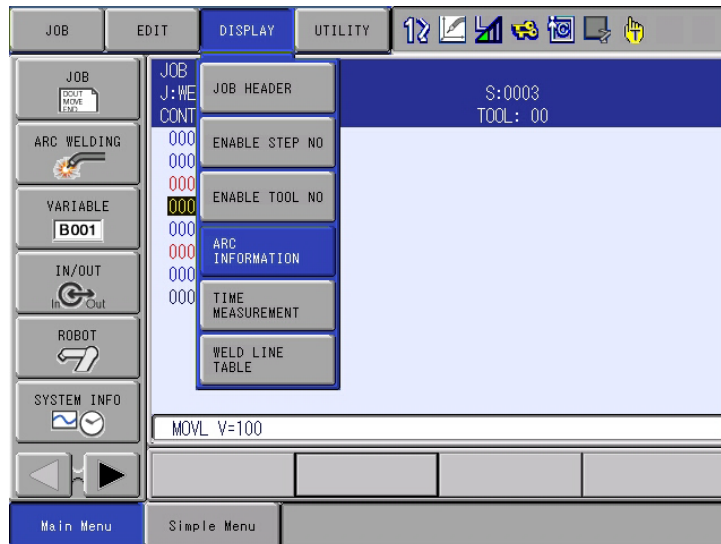 JOB EDIT DISPLAY UTILITY
JOB
DOUT
MOVE
END
ARC WELDING
VARIABLE
B001
IN/OUT
In Out
ROBOT
SYSTEM INFO
JOB
J:WE S:0003
CONT TOOL: 00
000
000
000
000
000
000
000
000
JOB HEADER
ENABLE STEP NO
ENABLE TOOL NO
ARC
INFORMATION
TIME
MEASUREMENT
WELD LINE
TABLE
MOVL V=100
Main Menu Simple Menu